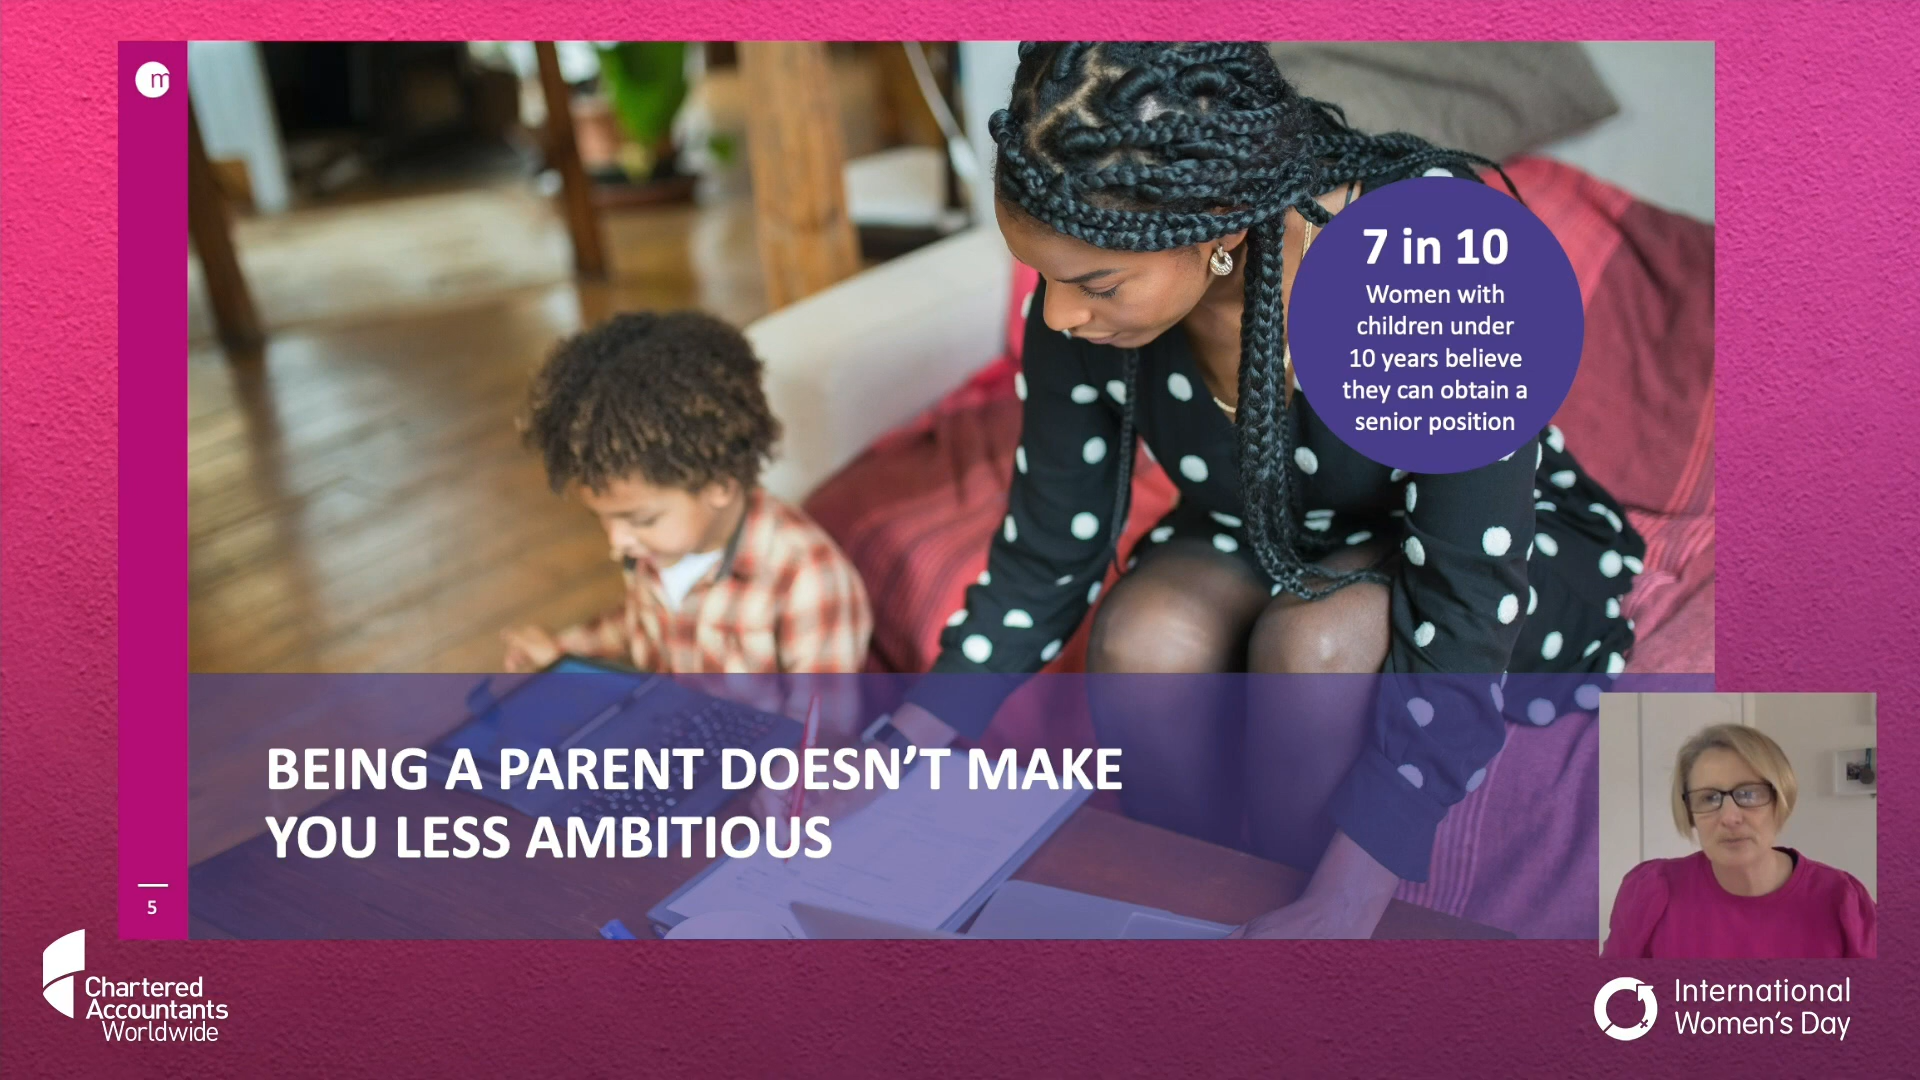 m
7 in 10
Women with
children under
10 years believe
they can obtain a
senior position
BEING A PARENT DOESN’T MAKE
YOU LESS AMBITIOUS
5
Chartered
Accountants
Worldwide
International
Women’s Day